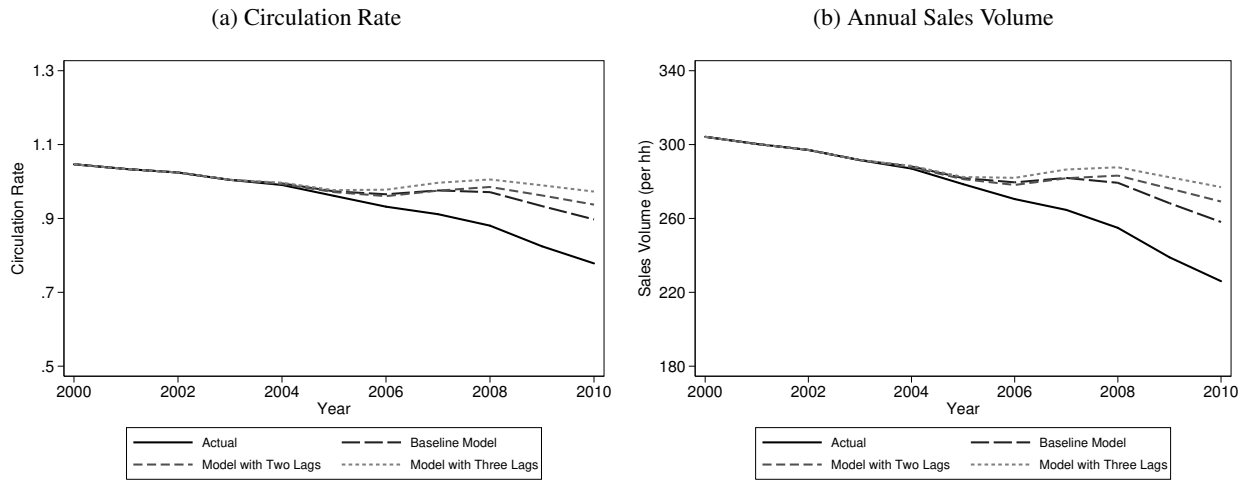 (a) Circulation Rate
1.3
1.1
.9
.7
.5
Circulation Rate
2000 2002 2004 2006 2008 2010
Year
Actual Baseline Model
Model with Two Lags Model with Three Lags
(b) Annual Sales Volume
340
300
260
220
180
Sales Volume (per hh)
2000 2002 2004 2006 2008 2010
Year
Actual Baseline Model
Model with Two Lags Model with Three Lags